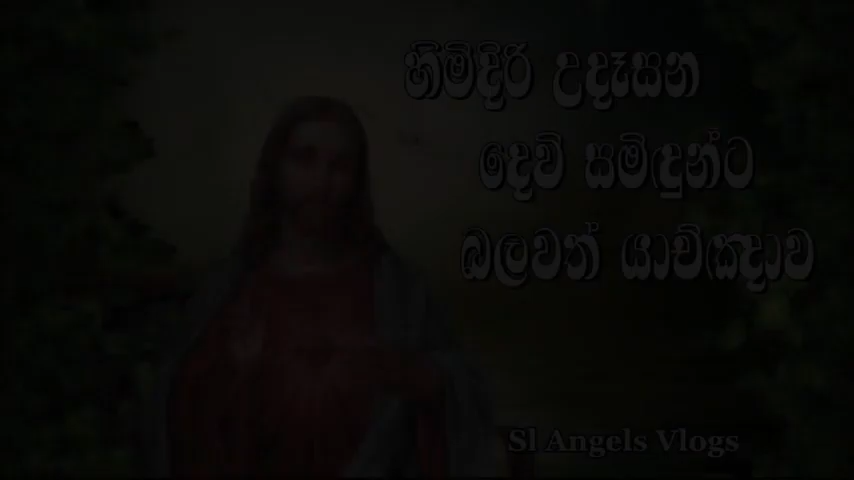 හිමිදිරි උදෑසන
දෙව් සමිඳුන්ට
බලවත් යාච්ඤාව
Sl Angels Vlogs